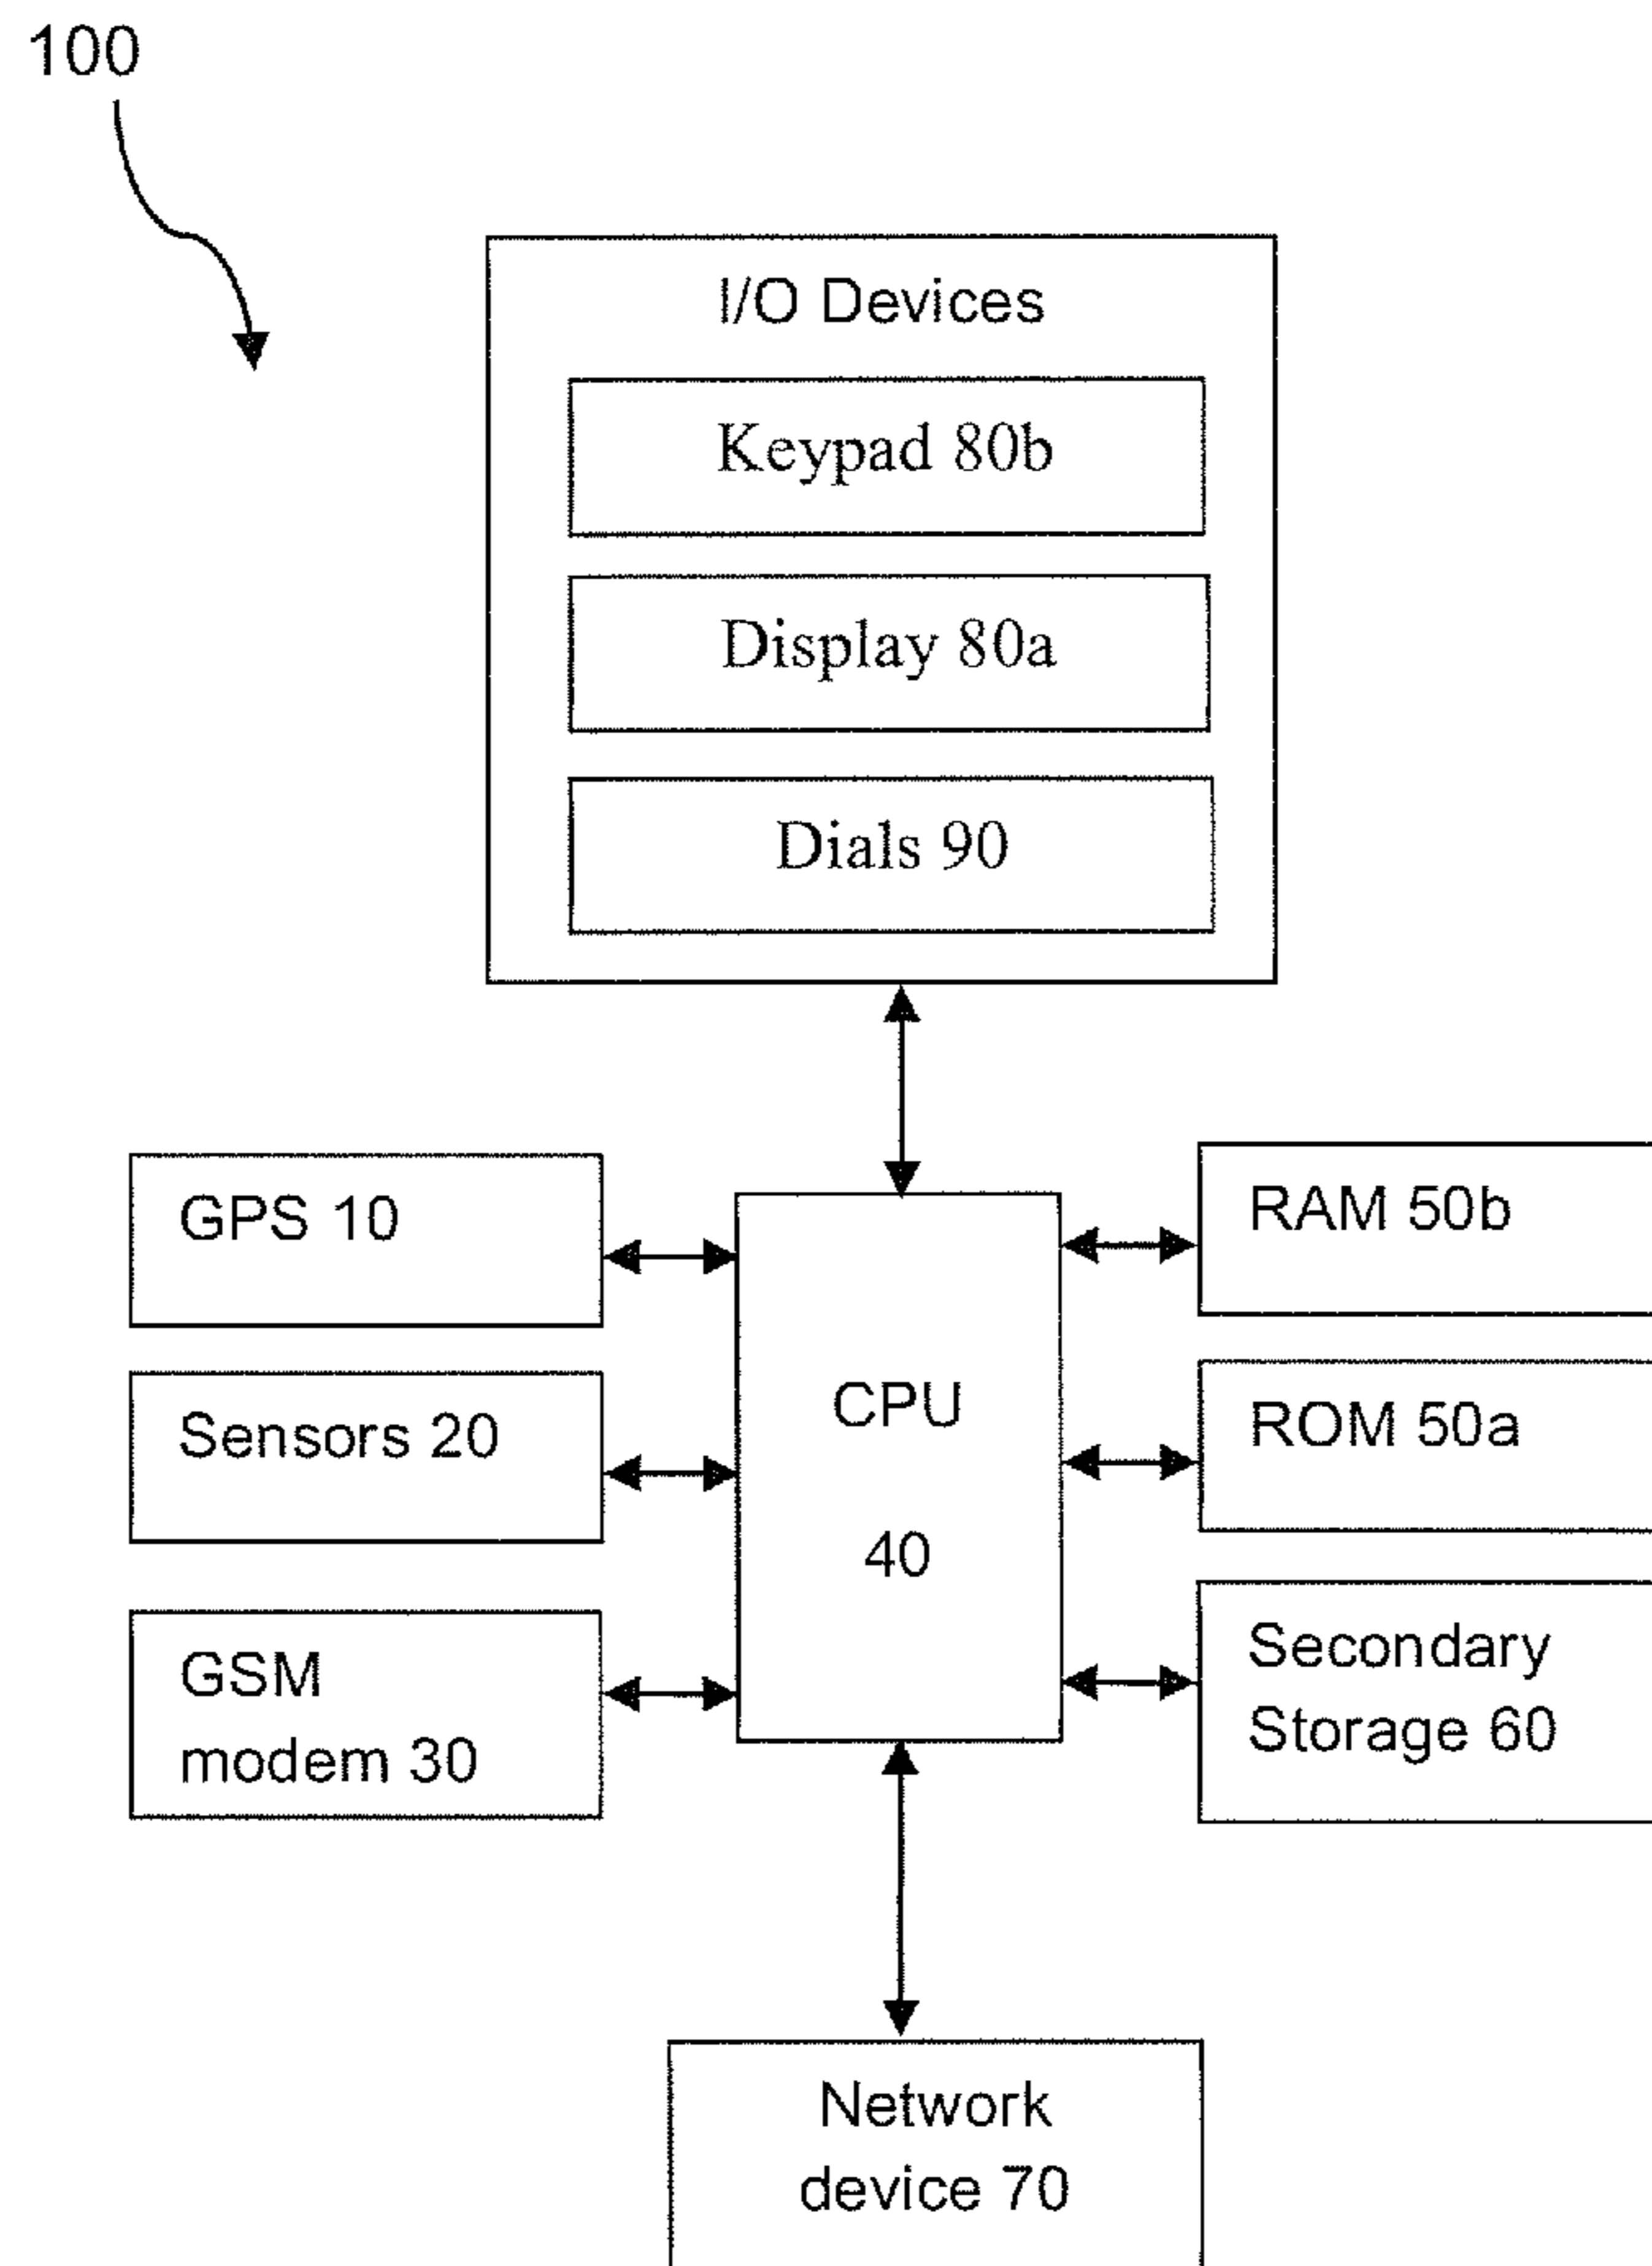 100
I/O Devices
Keypad 80b
Display 80a
Dials 90
GPS 10
Sensors 20
GSM
modem 30
CPU
40
RAM 50b
ROM 50a
Secondary
Storage 60
Network
device 70